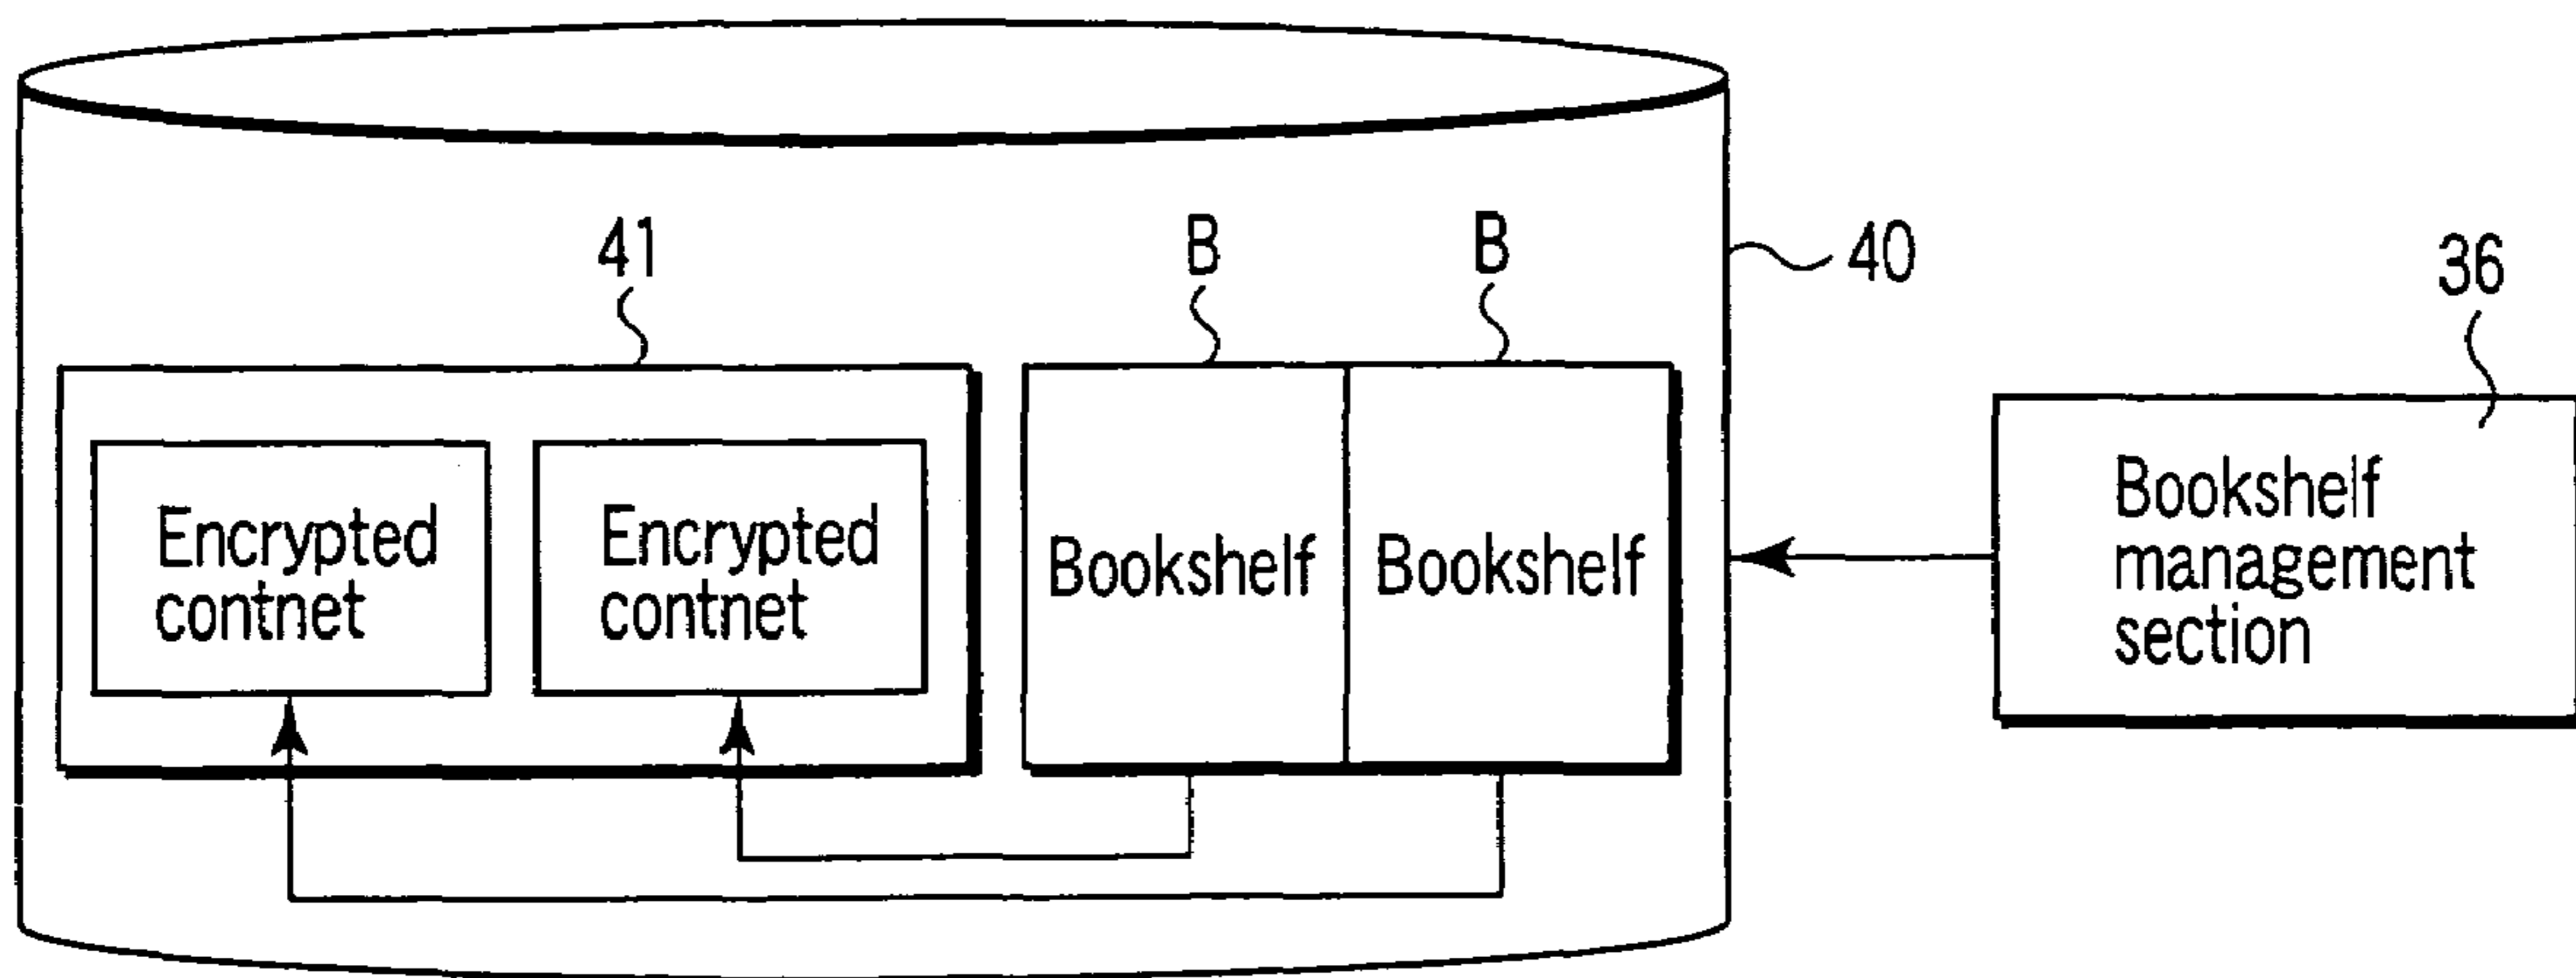 41
B
B
40
36
Encrypted
contnet
Encrypted
contnet
Bookshelf
Bookshelf
Bookshelf
management
section